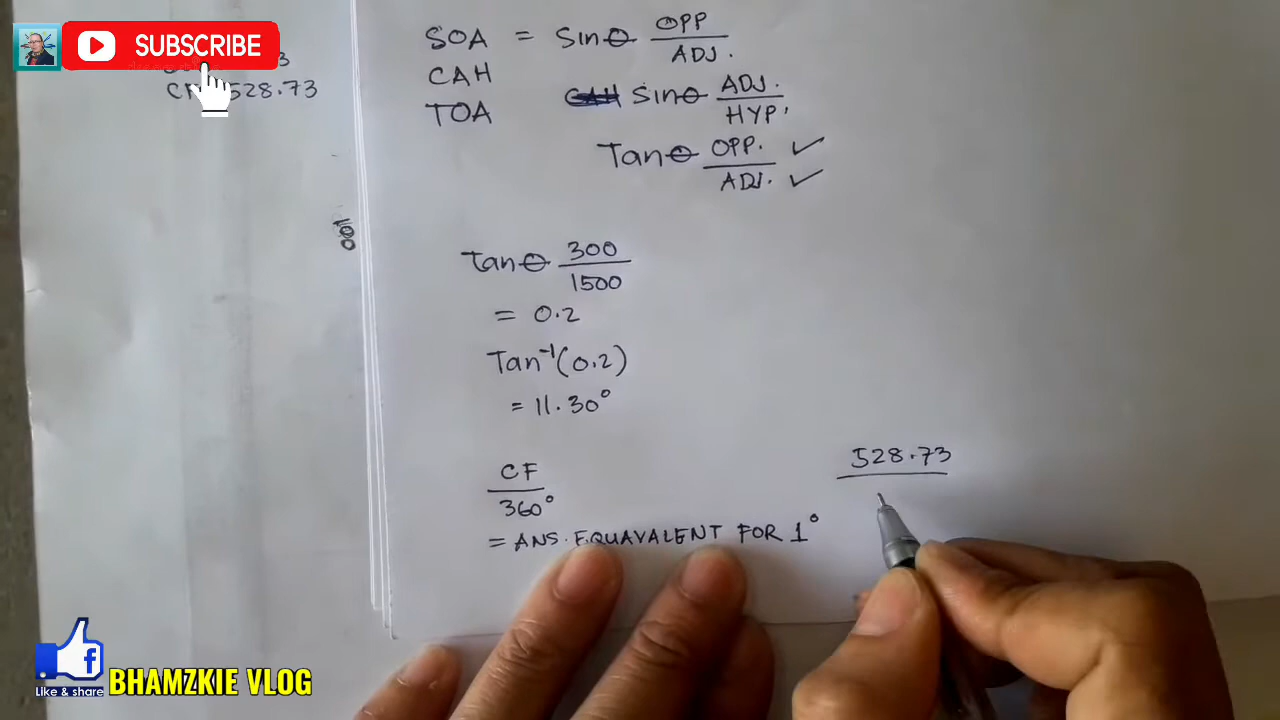 SUBSCRIBE
528.73
SOA = Sinθ OPP / ADJ.
CAH Sinθ ADJ. / HYP.
TOA Tanθ OPP. / ADJ.
100
Tanθ 300 / 1500
= 0.2
Tan⁻¹(0.2)
= 11.30°
CF / 360°
= ANS. EQUAVALENT FOR 1°
528.73
Like & share
BHAMZKIE VLOG